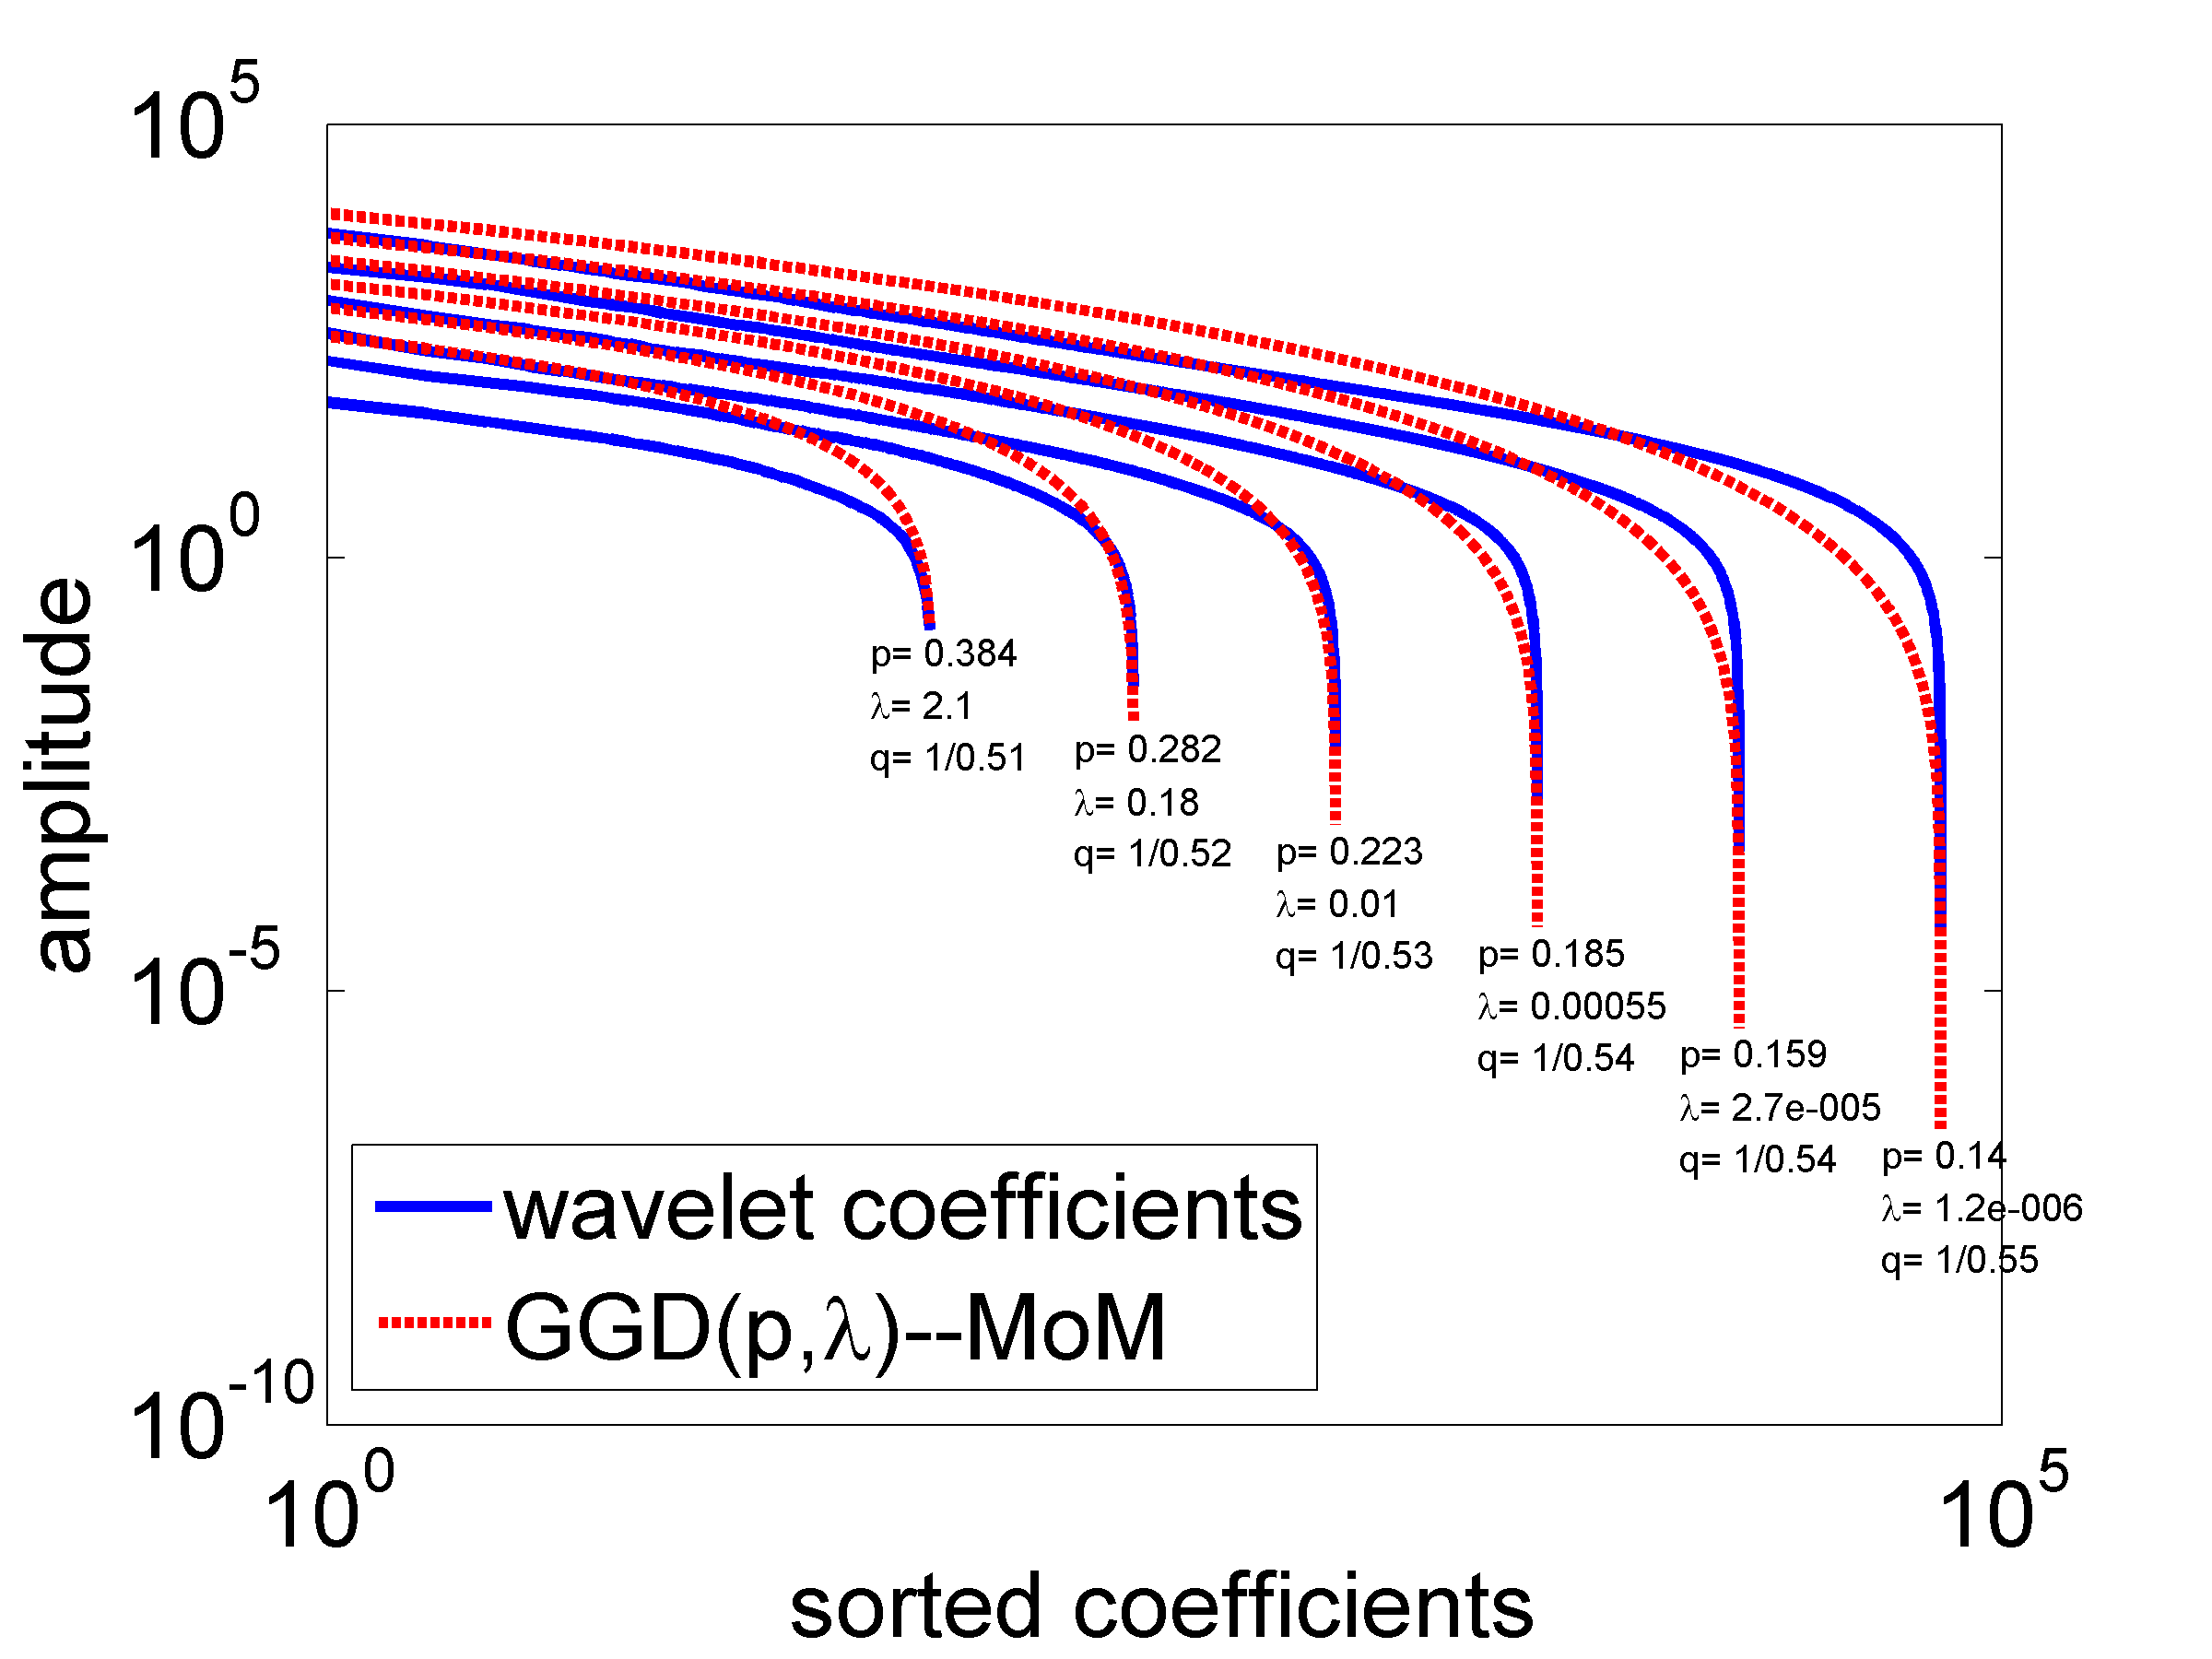 10^5
10^0
10^-5
10^-10
amplitude
p= 0.384
λ= 2.1
q= 1/0.51
p= 0.282
λ= 0.18
q= 1/0.52
p= 0.223
λ= 0.01
q= 1/0.53
p= 0.185
λ= 0.00055
q= 1/0.54
p= 0.159
λ= 2.7e-005
q= 1/0.54
p= 0.14
λ= 1.2e-006
q= 1/0.55
wavelet coefficients
GGD(p,λ)--MoM
10^0
10^5
sorted coefficients